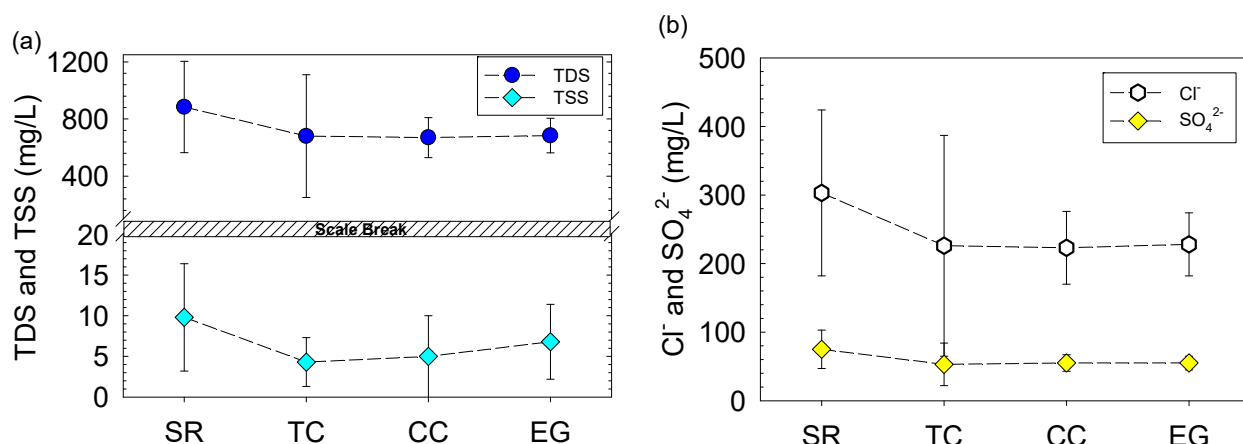 (a)
TDS and TSS (mg/L)
1200
800
400
TDS
TSS
Scale Break
20
15
10
5
0
SR TC CC EG
(b)
Cl⁻ and SO₄²⁻ (mg/L)
500
400
300
200
100
0
Cl⁻
SO₄²⁻
SR TC CC EG